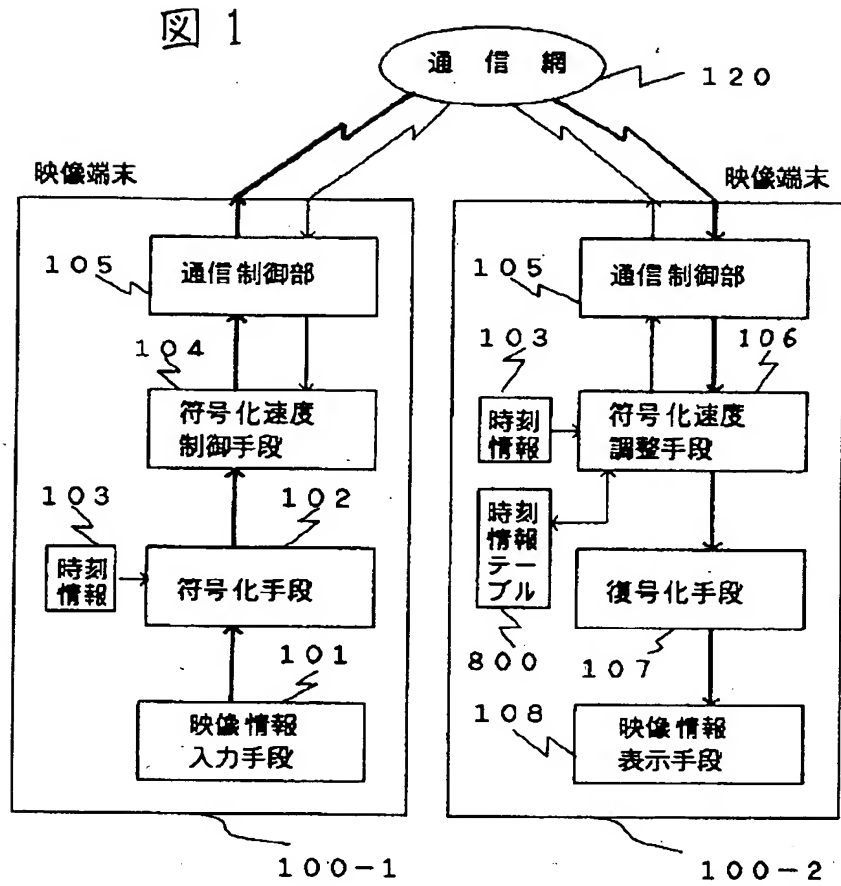 図 1
通 信 網
１２０
映像端末
１０５
通信制御部
１０４
符号化速度
制御手段
１０３
時刻
情報
１０２
符号化手段
１０１
映像情報
入力手段
１００-１
映像端末
１０５
通信制御部
１０３
時刻
情報
１０６
符号化速度
調整手段
時刻
情報
テー
ブル
８００
復号化手段
１０７
１０８
映像情報
表示手段
１００-２